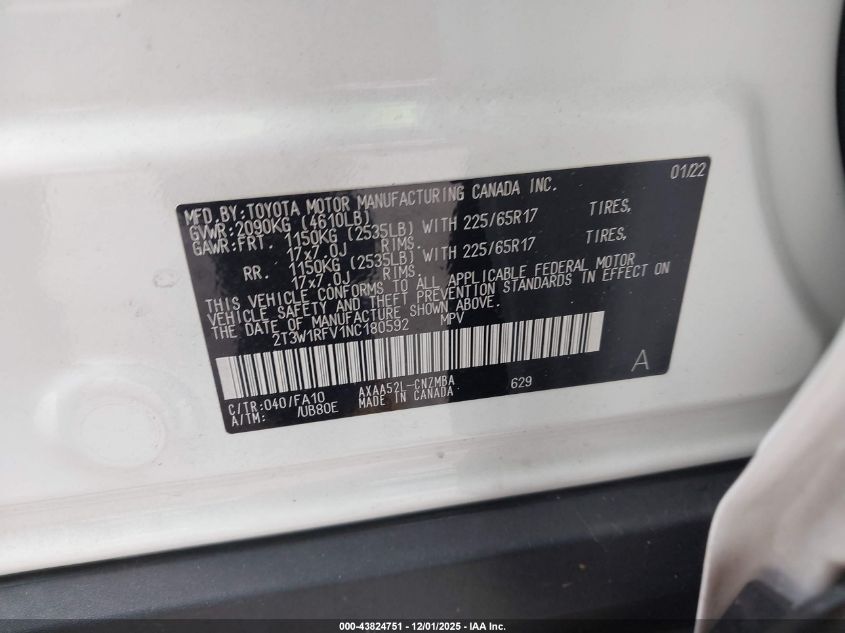 MFD.BY:TOYOTA MOTOR MANUFACTURING CANADA INC. 01/22
GVWR:2090KG (4610LB)
GAWR:FRT. 1150KG (2535LB) WITH 225/65R17 TIRES,
17x7.0J RIMS.
RR. 1150KG (2535LB) WITH 225/65R17 TIRES,
17x7.0J RIMS.
THIS VEHICLE CONFORMS TO ALL APPLICABLE FEDERAL MOTOR
VEHICLE SAFETY AND THEFT PREVENTION STANDARDS IN EFFECT ON
THE DATE OF MANUFACTURE SHOWN ABOVE.
2T3W1RFV1NC180592 MPV
A
C/TR:040/FA10 AXAA52L-CNZMBA 629
A/TM: /UB80E MADE IN CANADA
000-43824751 - 12/01/2025 - IAA Inc.